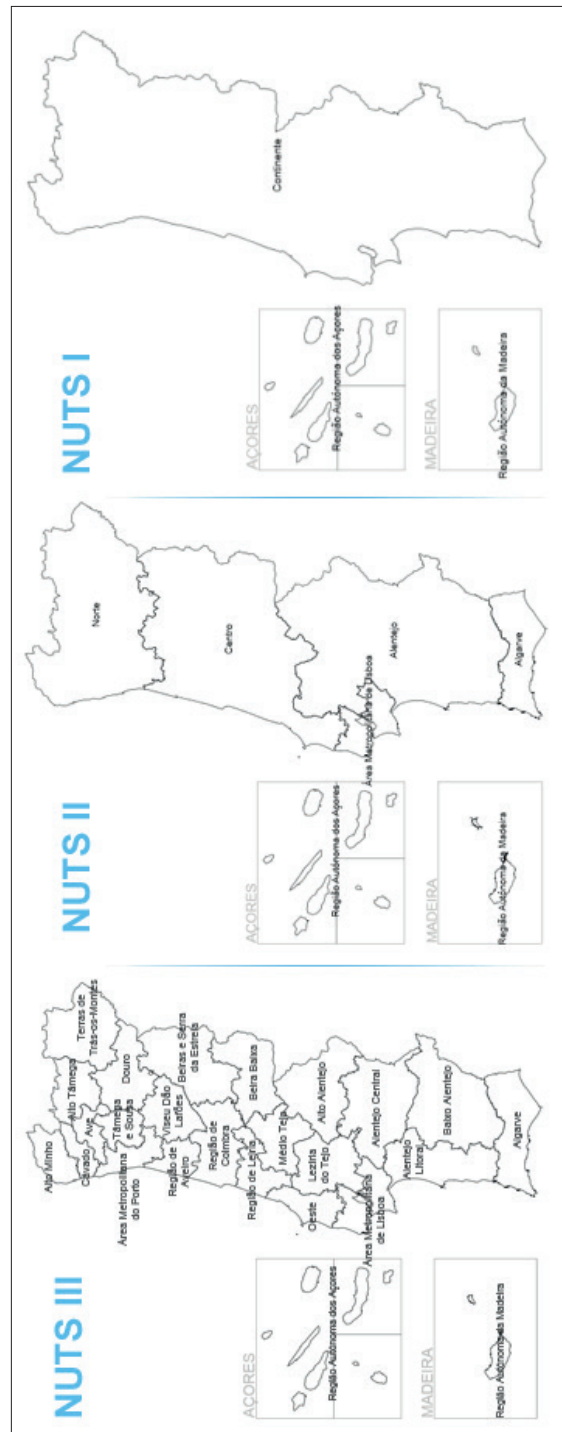 NUTS III
AÇORES
Região Autónoma dos Açores
MADEIRA
Região Autónoma da Madeira
Alto Minho
Cávado
Ave
Área Metropolitana
do Porto
Alto Tâmega
Tâmega
e Sousa
Terras de
Trás-os-Montes
Douro
Região de
Aveiro
Viseu Dão
Lafões
Beiras e Serra
da Estrela
Região de
Coimbra
Região de Leiria
Beira Baixa
Médio Tejo
Oeste
Lezíria
do Tejo
Alto Alentejo
Área Metropolitana
de Lisboa
Alentejo Central
Alentejo
Litoral
Baixo Alentejo
Algarve
NUTS II
AÇORES
Região Autónoma dos Açores
MADEIRA
Região Autónoma da Madeira
Norte
Centro
Área Metropolitana de Lisboa
Alentejo
Algarve
NUTS I
AÇORES
Região Autónoma dos Açores
MADEIRA
Região Autónoma da Madeira
Continente